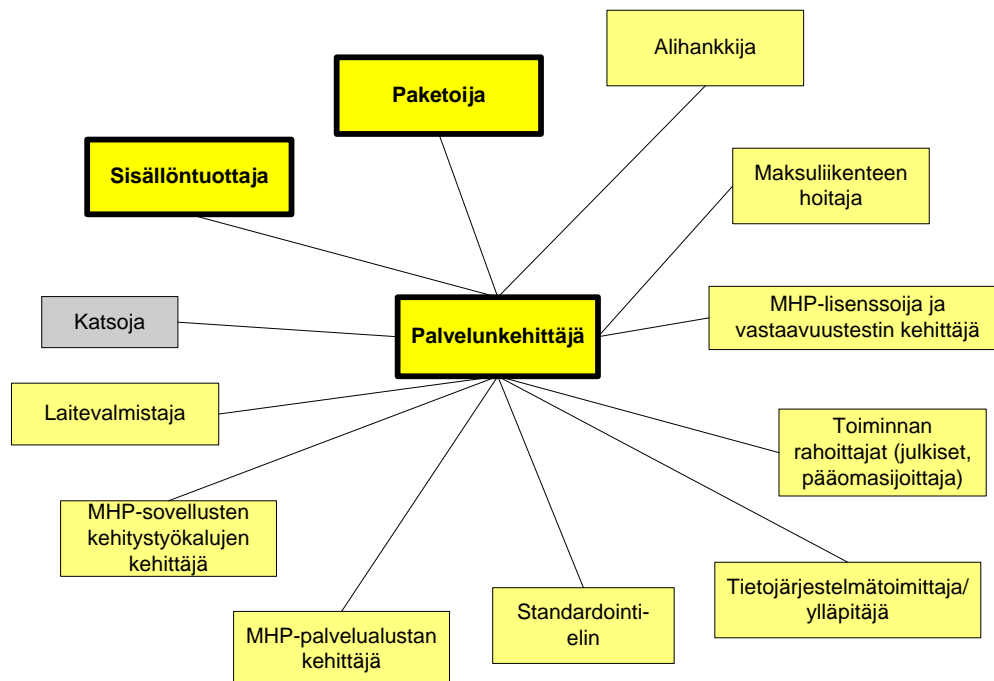 Alihankkija
Paketoija
Sisällöntuottaja
Maksuliikenteen
hoitaja
Katsoja
Palvelunkehittäjä
MHP-lisenssoija ja
vastaavuustestin kehittäjä
Laitevalmistaja
Toiminnan
rahoittajat (julkiset,
pääomasijoittaja)
MHP-sovellusten
kehitystyökalujen
kehittäjä
Tietojärjestelmätoimittaja/
ylläpitäjä
Standardointi-
elin
MHP-palvelualustan
kehittäjä